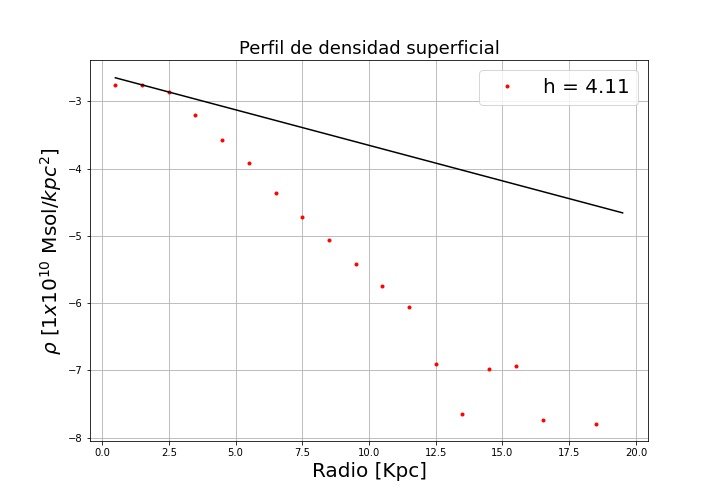 Perfil de densidad superficial
h = 4.11
ρ [1x10^10 Msol/kpc^2]
−3
−4
−5
−6
−7
−8
0.0 2.5 5.0 7.5 10.0 12.5 15.0 17.5 20.0
Radio [Kpc]